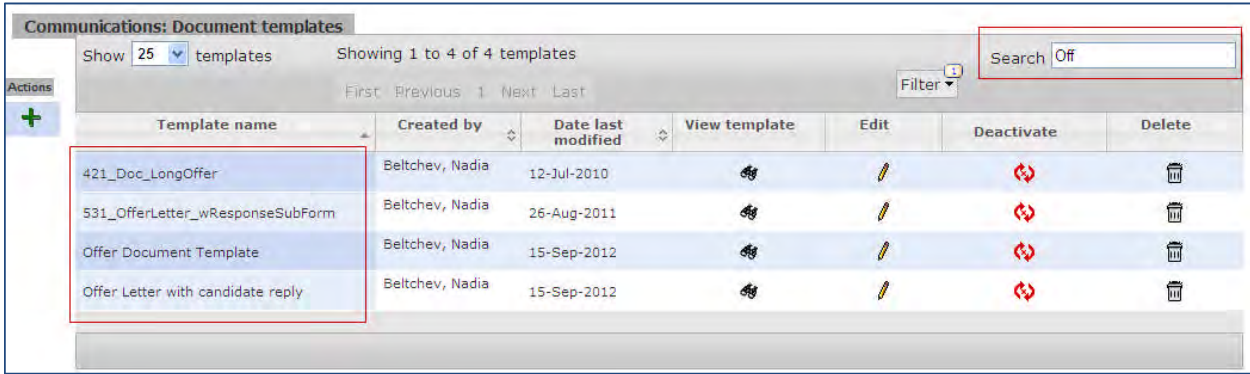 Communications: Document templates
Show 25 templates Showing 1 to 4 of 4 templates Search Off
Filter 1
Actions
First Previous 1 Next Last
Template name Created by Date last modified View template Edit Deactivate Delete
421_Doc_LongOffer Beltchev, Nadia 12-Jul-2010
531_OfferLetter_wResponseSubForm Beltchev, Nadia 26-Aug-2011
Offer Document Template Beltchev, Nadia 15-Sep-2012
Offer Letter with candidate reply Beltchev, Nadia 15-Sep-2012